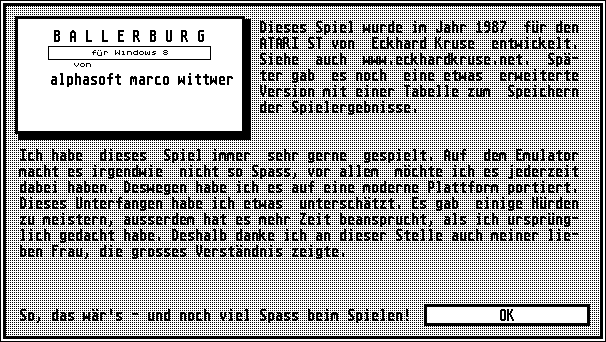 BALLERBURG
für Windows 8
von
alphasoft marco wittwer
Dieses Spiel wurde im Jahr 1987 für den
ATARI ST von Eckhard Kruse entwickelt.
Siehe auch www.eckhardkruse.net. Spä-
ter gab es noch eine etwas erweiterte
Version mit einer Tabelle zum Speichern
der Spielergebnisse.
Ich habe dieses Spiel immer sehr gerne gespielt. Auf dem Emulator
macht es irgendwie nicht so Spass, vor allem möchte ich es jederzeit
dabei haben. Deswegen habe ich es auf eine moderne Plattform portiert.
Dieses Unterfangen habe ich etwas unterschätzt. Es gab einige Hürden
zu meistern, ausserdem hat es mehr Zeit beansprucht, als ich ursprüng-
lich gedacht habe. Deshalb danke ich an dieser Stelle auch meiner lie-
ben Frau, die grosses Verständnis zeigte.
So, das wär's - und noch viel Spass beim Spielen!
OK